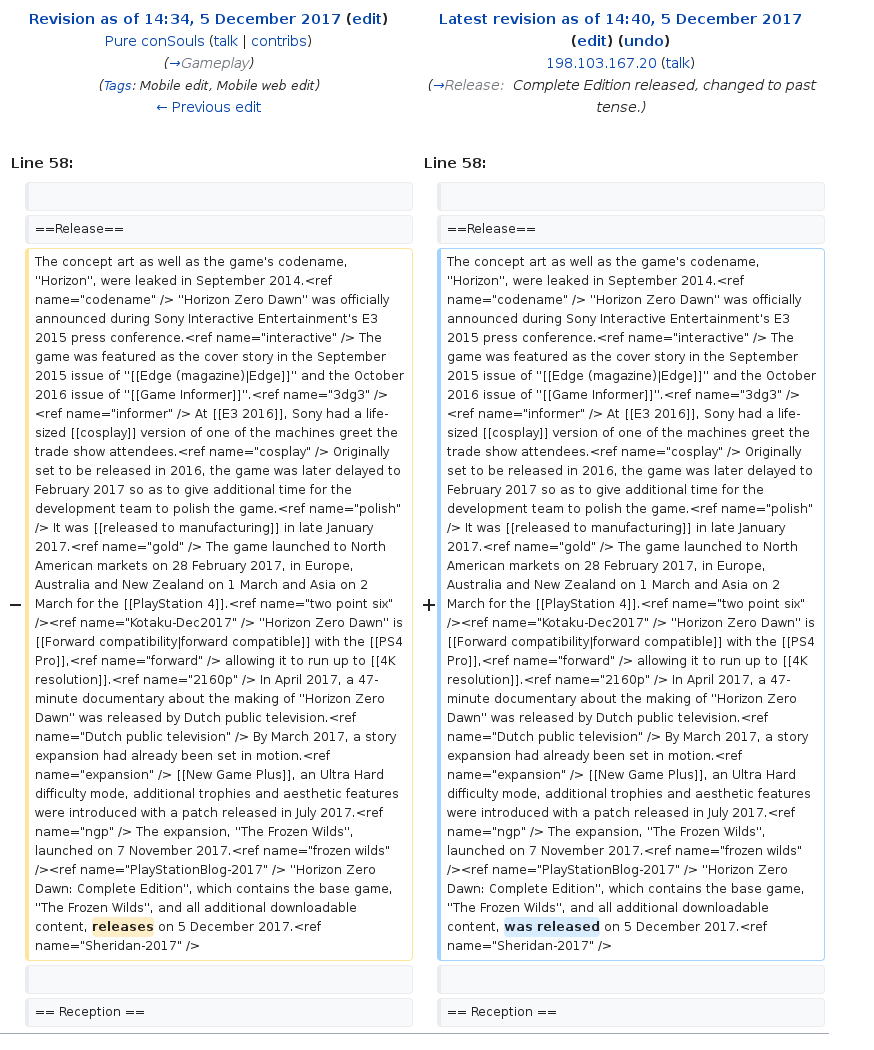 Revision as of 14:34, 5 December 2017 (edit)
Pure conSouls (talk | contribs)
(→Gameplay)
(Tags: Mobile edit, Mobile web edit)
← Previous edit
Latest revision as of 14:40, 5 December 2017
(edit) (undo)
198.103.167.20 (talk)
(→Release: Complete Edition released, changed to past
tense.)
Line 58:
Line 58:
==Release==
==Release==
−
The concept art as well as the game's codename,
''Horizon'', were leaked in September 2014.<ref
name="codename" /> ''Horizon Zero Dawn'' was officially
announced during Sony Interactive Entertainment's E3
2015 press conference.<ref name="interactive" /> The
game was featured as the cover story in the September
2015 issue of ''[[Edge (magazine)|Edge]]'' and the October
2016 issue of ''[[Game Informer]]''.<ref name="3dg3" />
<ref name="informer" /> At [[E3 2016]], Sony had a life-
sized [[cosplay]] version of one of the machines greet the
trade show attendees.<ref name="cosplay" /> Originally
set to be released in 2016, the game was later delayed to
February 2017 so as to give additional time for the
development team to polish the game.<ref name="polish"
/> It was [[released to manufacturing]] in late January
2017.<ref name="gold" /> The game launched to North
American markets on 28 February 2017, in Europe,
Australia and New Zealand on 1 March and Asia on 2
March for the [[PlayStation 4]].<ref name="two point six"
/><ref name="Kotaku-Dec2017" /> ''Horizon Zero Dawn'' is
[[Forward compatibility|forward compatible]] with the [[PS4
Pro]],<ref name="forward" /> allowing it to run up to [[4K
resolution]].<ref name="2160p" /> In April 2017, a 47-
minute documentary about the making of ''Horizon Zero
Dawn'' was released by Dutch public television.<ref
name="Dutch public television" /> By March 2017, a story
expansion had already been set in motion.<ref
name="expansion" /> [[New Game Plus]], an Ultra Hard
difficulty mode, additional trophies and aesthetic features
were introduced with a patch released in July 2017.<ref
name="ngp" /> The expansion, ''The Frozen Wilds'',
launched on 7 November 2017.<ref name="frozen wilds"
/><ref name="PlayStationBlog-2017" /> ''Horizon Zero
Dawn: Complete Edition'', which contains the base game,
''The Frozen Wilds'', and all additional downloadable
content, releases on 5 December 2017.<ref
name="Sheridan-2017" />
+
The concept art as well as the game's codename,
''Horizon'', were leaked in September 2014.<ref
name="codename" /> ''Horizon Zero Dawn'' was officially
announced during Sony Interactive Entertainment's E3
2015 press conference.<ref name="interactive" /> The
game was featured as the cover story in the September
2015 issue of ''[[Edge (magazine)|Edge]]'' and the October
2016 issue of ''[[Game Informer]]''.<ref name="3dg3" />
<ref name="informer" /> At [[E3 2016]], Sony had a life-
sized [[cosplay]] version of one of the machines greet the
trade show attendees.<ref name="cosplay" /> Originally
set to be released in 2016, the game was later delayed to
February 2017 so as to give additional time for the
development team to polish the game.<ref name="polish"
/> It was [[released to manufacturing]] in late January
2017.<ref name="gold" /> The game launched to North
American markets on 28 February 2017, in Europe,
Australia and New Zealand on 1 March and Asia on 2
March for the [[PlayStation 4]].<ref name="two point six"
/><ref name="Kotaku-Dec2017" /> ''Horizon Zero Dawn'' is
[[Forward compatibility|forward compatible]] with the [[PS4
Pro]],<ref name="forward" /> allowing it to run up to [[4K
resolution]].<ref name="2160p" /> In April 2017, a 47-
minute documentary about the making of ''Horizon Zero
Dawn'' was released by Dutch public television.<ref
name="Dutch public television" /> By March 2017, a story
expansion had already been set in motion.<ref
name="expansion" /> [[New Game Plus]], an Ultra Hard
difficulty mode, additional trophies and aesthetic features
were introduced with a patch released in July 2017.<ref
name="ngp" /> The expansion, ''The Frozen Wilds'',
launched on 7 November 2017.<ref name="frozen wilds"
/><ref name="PlayStationBlog-2017" /> ''Horizon Zero
Dawn: Complete Edition'', which contains the base game,
''The Frozen Wilds'', and all additional downloadable
content, was released on 5 December 2017.<ref
name="Sheridan-2017" />
== Reception ==
== Reception ==